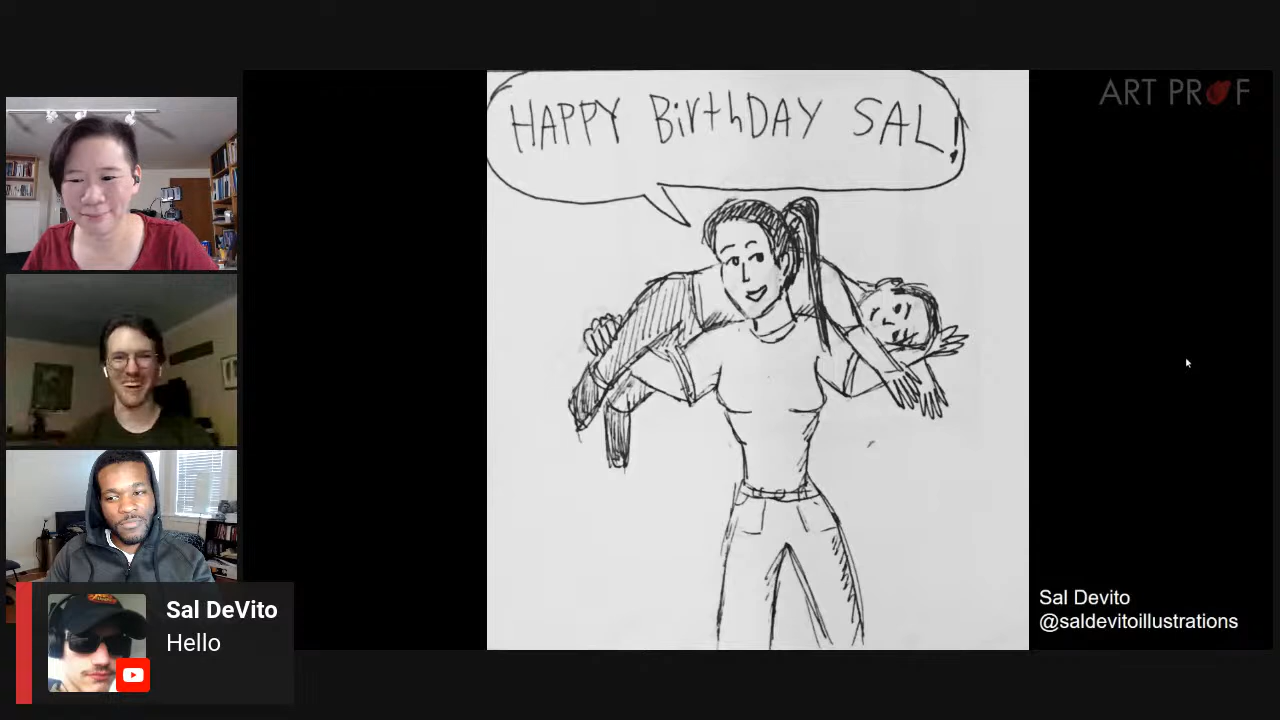 HAPPY BirthDAY SAL!
ART PROF
Sal Devito
@saldevitoillustrations
Sal DeVito
Hello